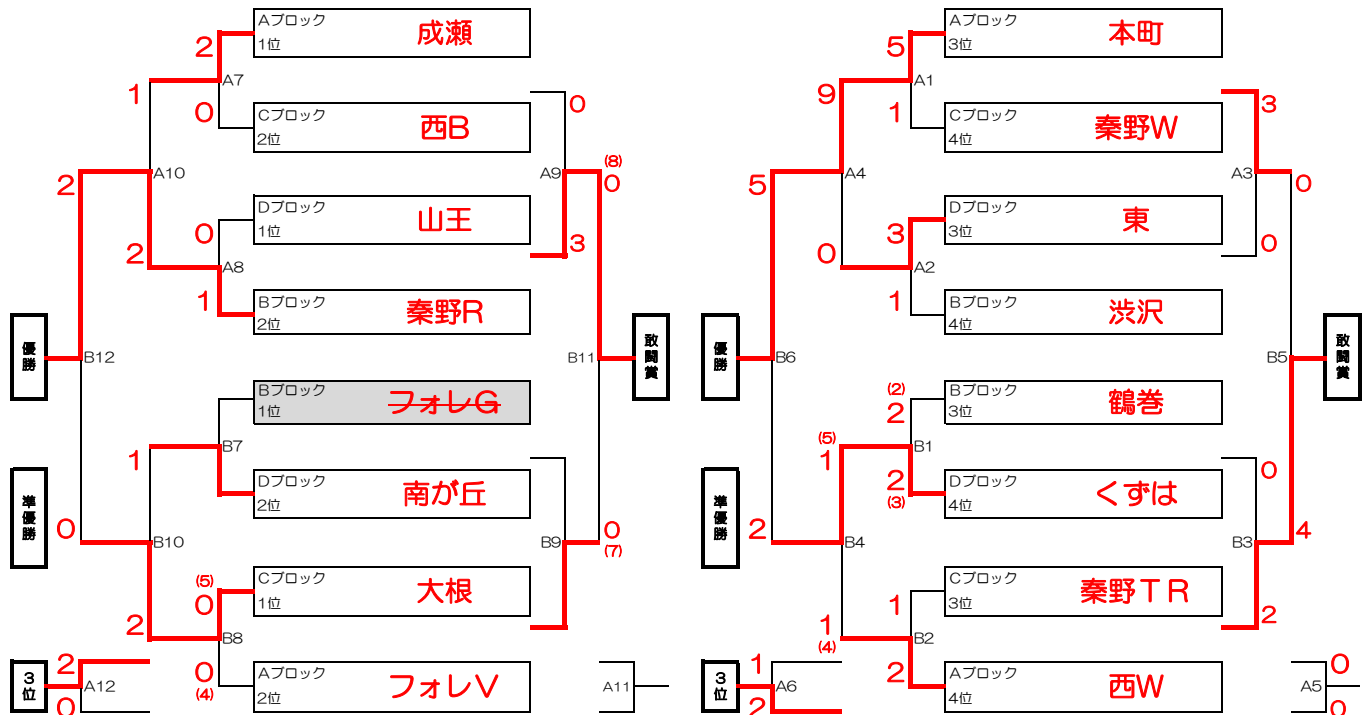 Aブロック
1位
成瀬
2
A7
1
0
Cブロック
2位
西B
0
2
A10
A9
(8)
0
Dブロック
1位
山王
0
2
A8
3
1
Bブロック
2位
秦野R
優勝
B12
B11
敢闘賞
Bブロック
1位
フォレG
B7
1
Dブロック
2位
南が丘
準優勝
0
B10
B9
0
(7)
(5)
0
Cブロック
1位
大根
2
B8
0
(4)
Aブロック
2位
フォレV
3位
2
A12
0
A11
Aブロック
3位
本町
5
A1
9
1
Cブロック
4位
秦野W
3
5
A4
A3
0
Dブロック
3位
東
3
0
A2
0
1
Bブロック
4位
渋沢
優勝
B6
B5
敢闘賞
(2)
2
Bブロック
3位
鶴巻
(5)
1
B1
2
(3)
Dブロック
4位
くずは
0
準優勝
2
B4
B3
4
1
Cブロック
3位
秦野TR
1
(4)
B2
2
2
Aブロック
4位
西W
3位
1
A6
2
A5
0
0